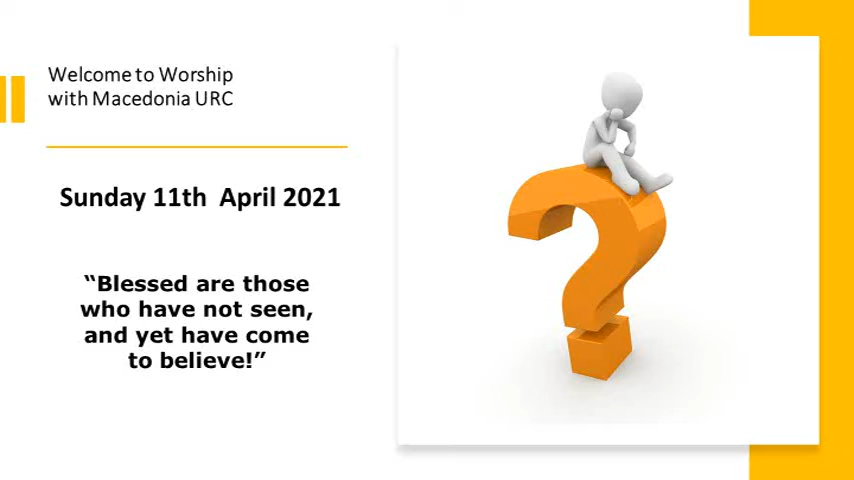 Welcome to Worship
with Macedonia URC
Sunday 11th April 2021
“Blessed are those
who have not seen,
and yet have come
to believe!”